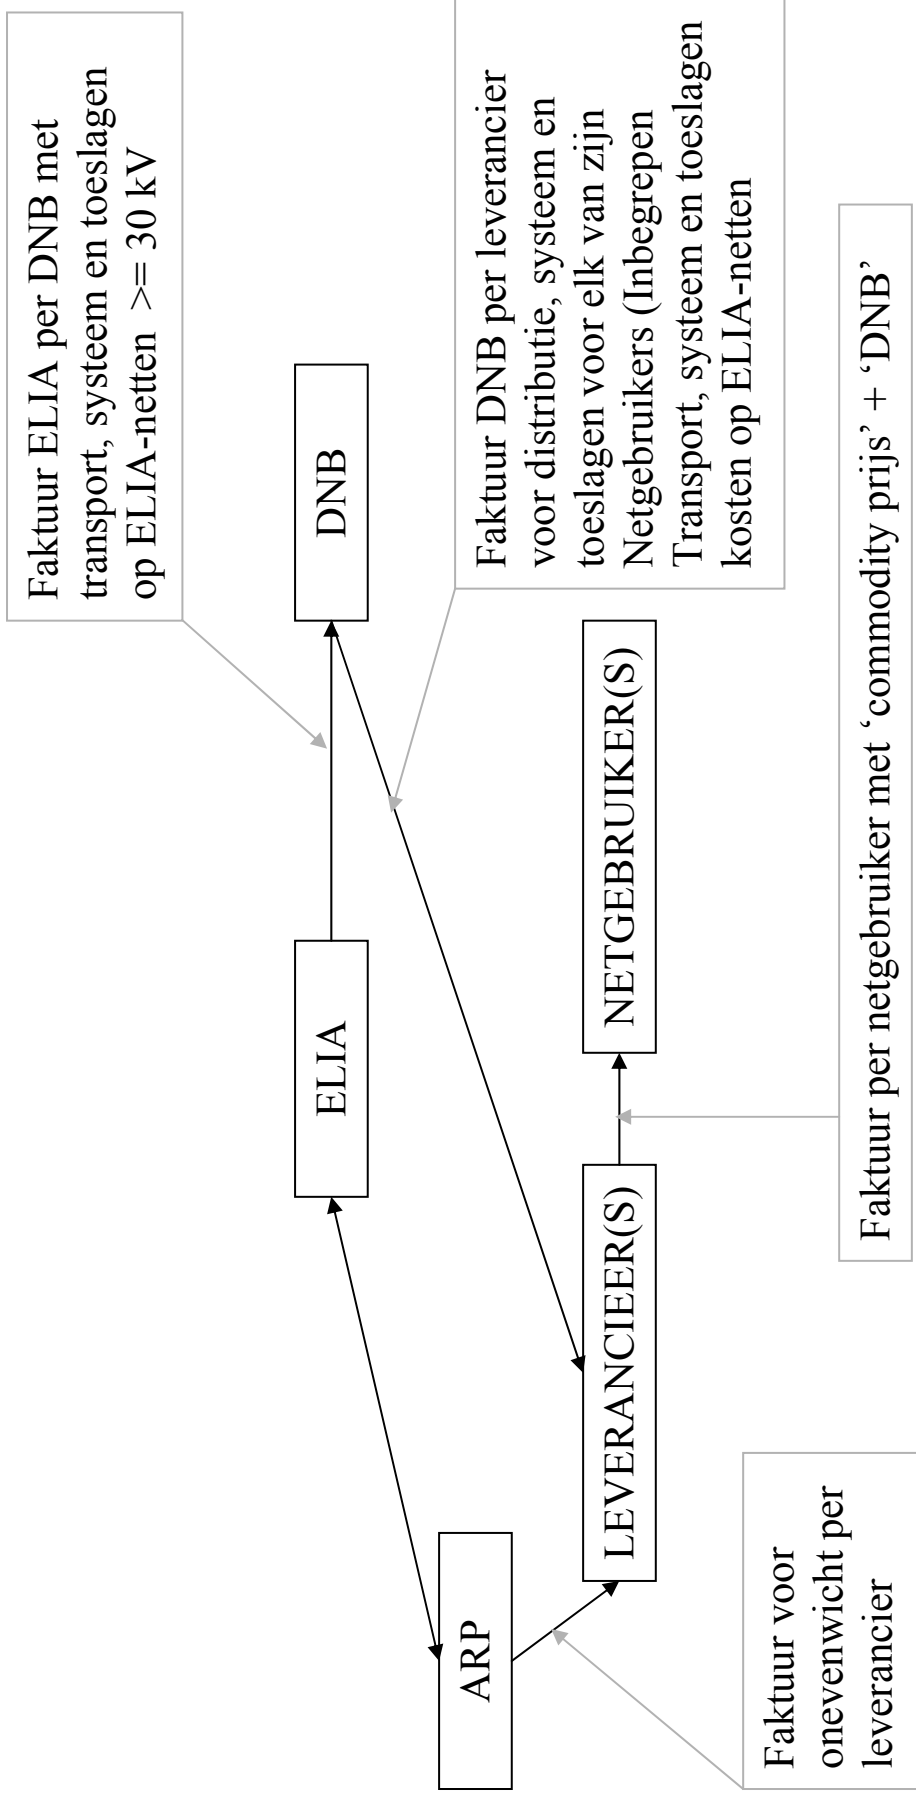 Faktuur ELIA per DNB met
transport, systeem en toeslagen
op ELIA-netten >= 30 kV
ELIA
DNB
ARP
Faktuur DNB per leverancier
voor distributie, systeem en
toeslagen voor elk van zijn
Netgebruikers (Inbegrepen
Transport, systeem en toeslagen
kosten op ELIA-netten
LEVERANCIEER(S)
NETGEBRUIKER(S)
Faktuur voor
onevenwicht per
leverancier
Faktuur per netgebruiker met ‘commodity prijs’ + ‘DNB’